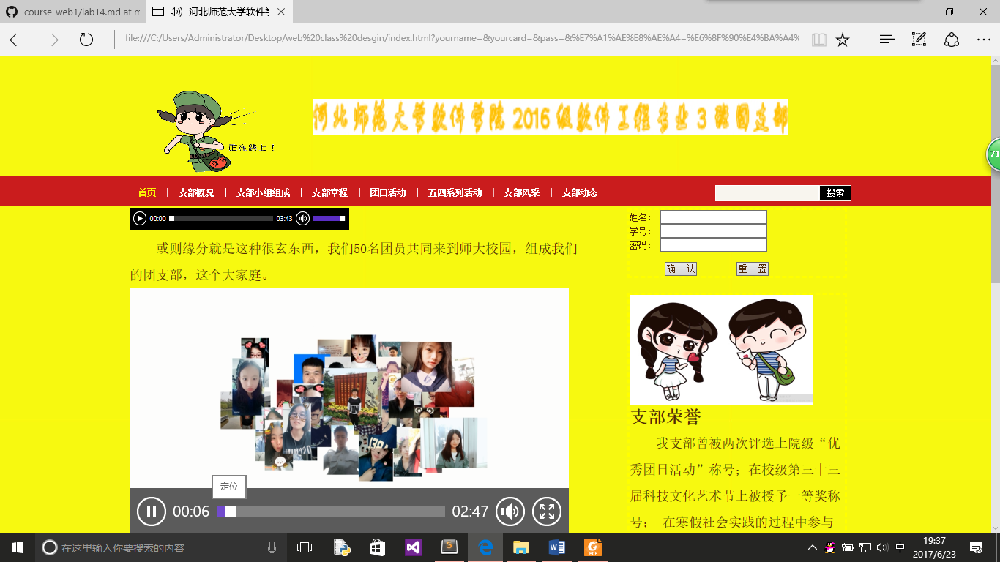 course-web1/lab14.md at m
河北师范大学软件学
file:///C:/Users/Administrator/Desktop/web%20class%20desgin/index.html?yourname=&yourcard=&pass=&%E7%A1%AE%E8%AE%A4=%E6%8F%90%E4%BA%A4%
正在路上！
河北师范大学软件学院 2016 级软件工程专业 3 班团支部
71
首页 | 支部概况 | 支部小组组成 | 支部章程 | 团日活动 | 五四系列活动 | 支部风采 | 支部动态
搜索
00:00 03:43
姓名：
学号：
密码：
确 认 重 置
或则缘分就是这种很玄东西，我们50名团员共同来到师大校园，组成我们
的团支部，这个大家庭。
定位
00:06 02:47
支部荣誉
我支部曾被两次评选上院级“优
秀团日活动”称号；在校级第三十三
届科技文化艺术节上被授予一等奖称
号； 在寒假社会实践的过程中参与
在这里输入你要搜索的内容
中
19:37
2017/6/23